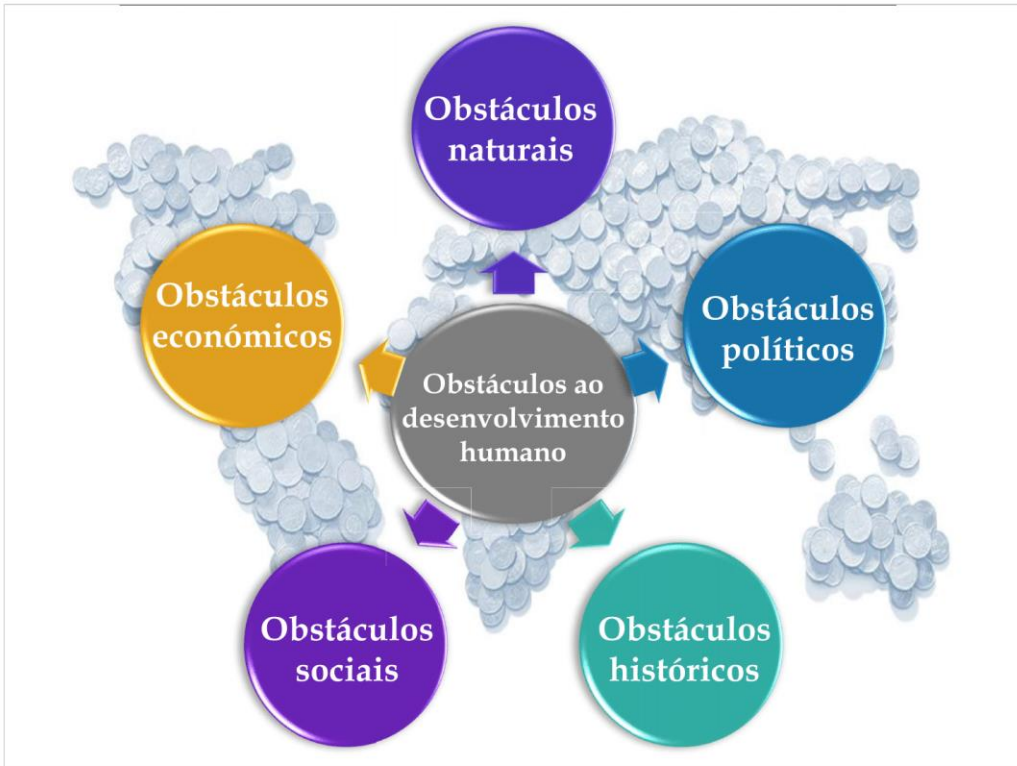 Obstáculos
naturais
Obstáculos
económicos
Obstáculos
políticos
Obstáculos ao
desenvolvimento
humano
Obstáculos
sociais
Obstáculos
históricos